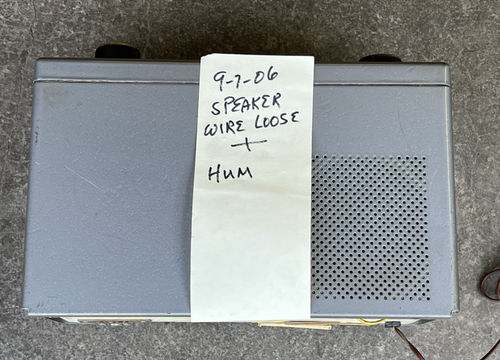 9-7-06
SPEAKER
WIRE LOOSE
+
HUM